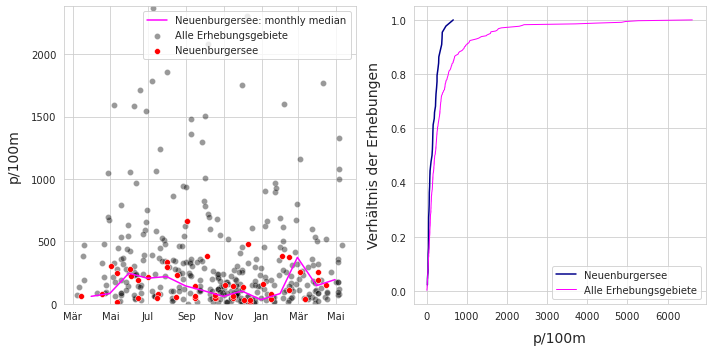 Neuenburgersee: monthly median
Alle Erhebungsgebiete
Neuenburgersee
p/100m
2000
1500
1000
500
0
Mär
Mai
Jul
Sep
Nov
Jan
Mär
Mai
Verhältnis der Erhebungen
1.0
0.8
0.6
0.4
0.2
0.0
0
1000
2000
3000
4000
5000
6000
p/100m
Neuenburgersee
Alle Erhebungsgebiete